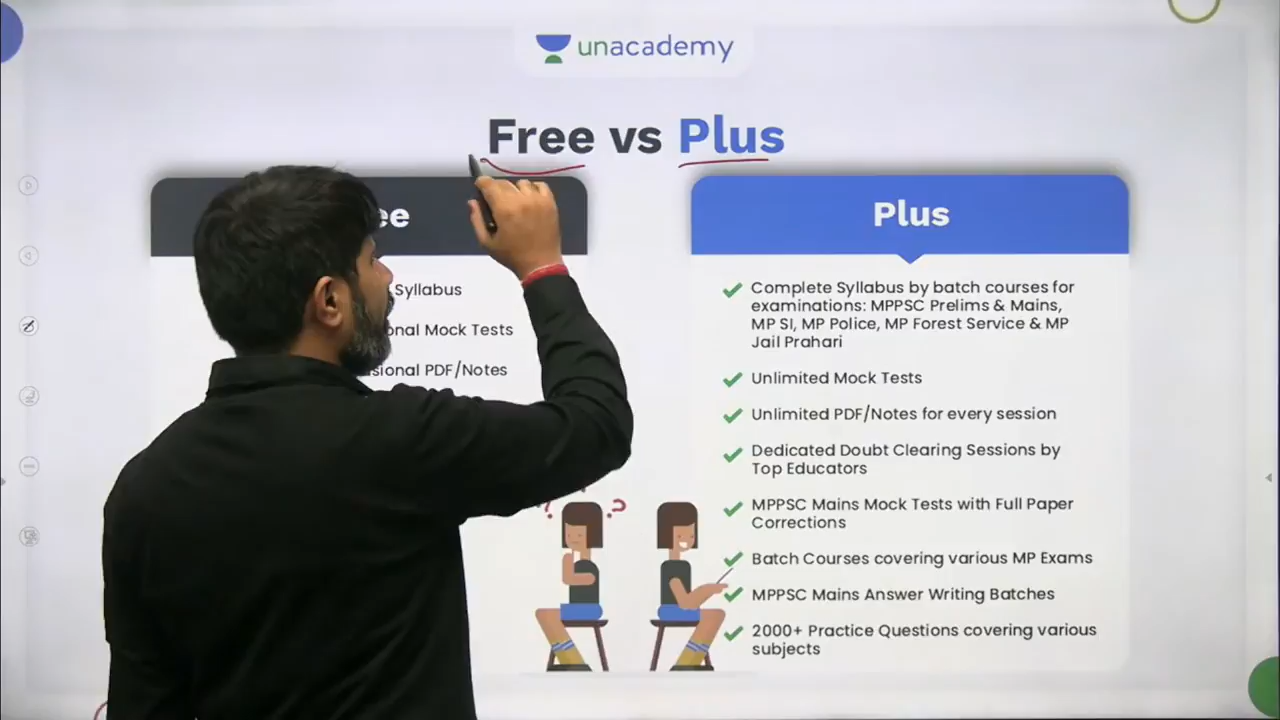 unacademy
Free vs Plus
Syllabus
Mock Tests
PDF/Notes
Plus
Complete Syllabus by batch courses for
examinations: MPPSC Prelims & Mains,
MP SI, MP Police, MP Forest Service & MP
Jail Prahari
Unlimited Mock Tests
Unlimited PDF/Notes for every session
Dedicated Doubt Clearing Sessions by
Top Educators
MPPSC Mains Mock Tests with Full Paper
Corrections
Batch Courses covering various MP Exams
MPPSC Mains Answer Writing Batches
2000+ Practice Questions covering various
subjects